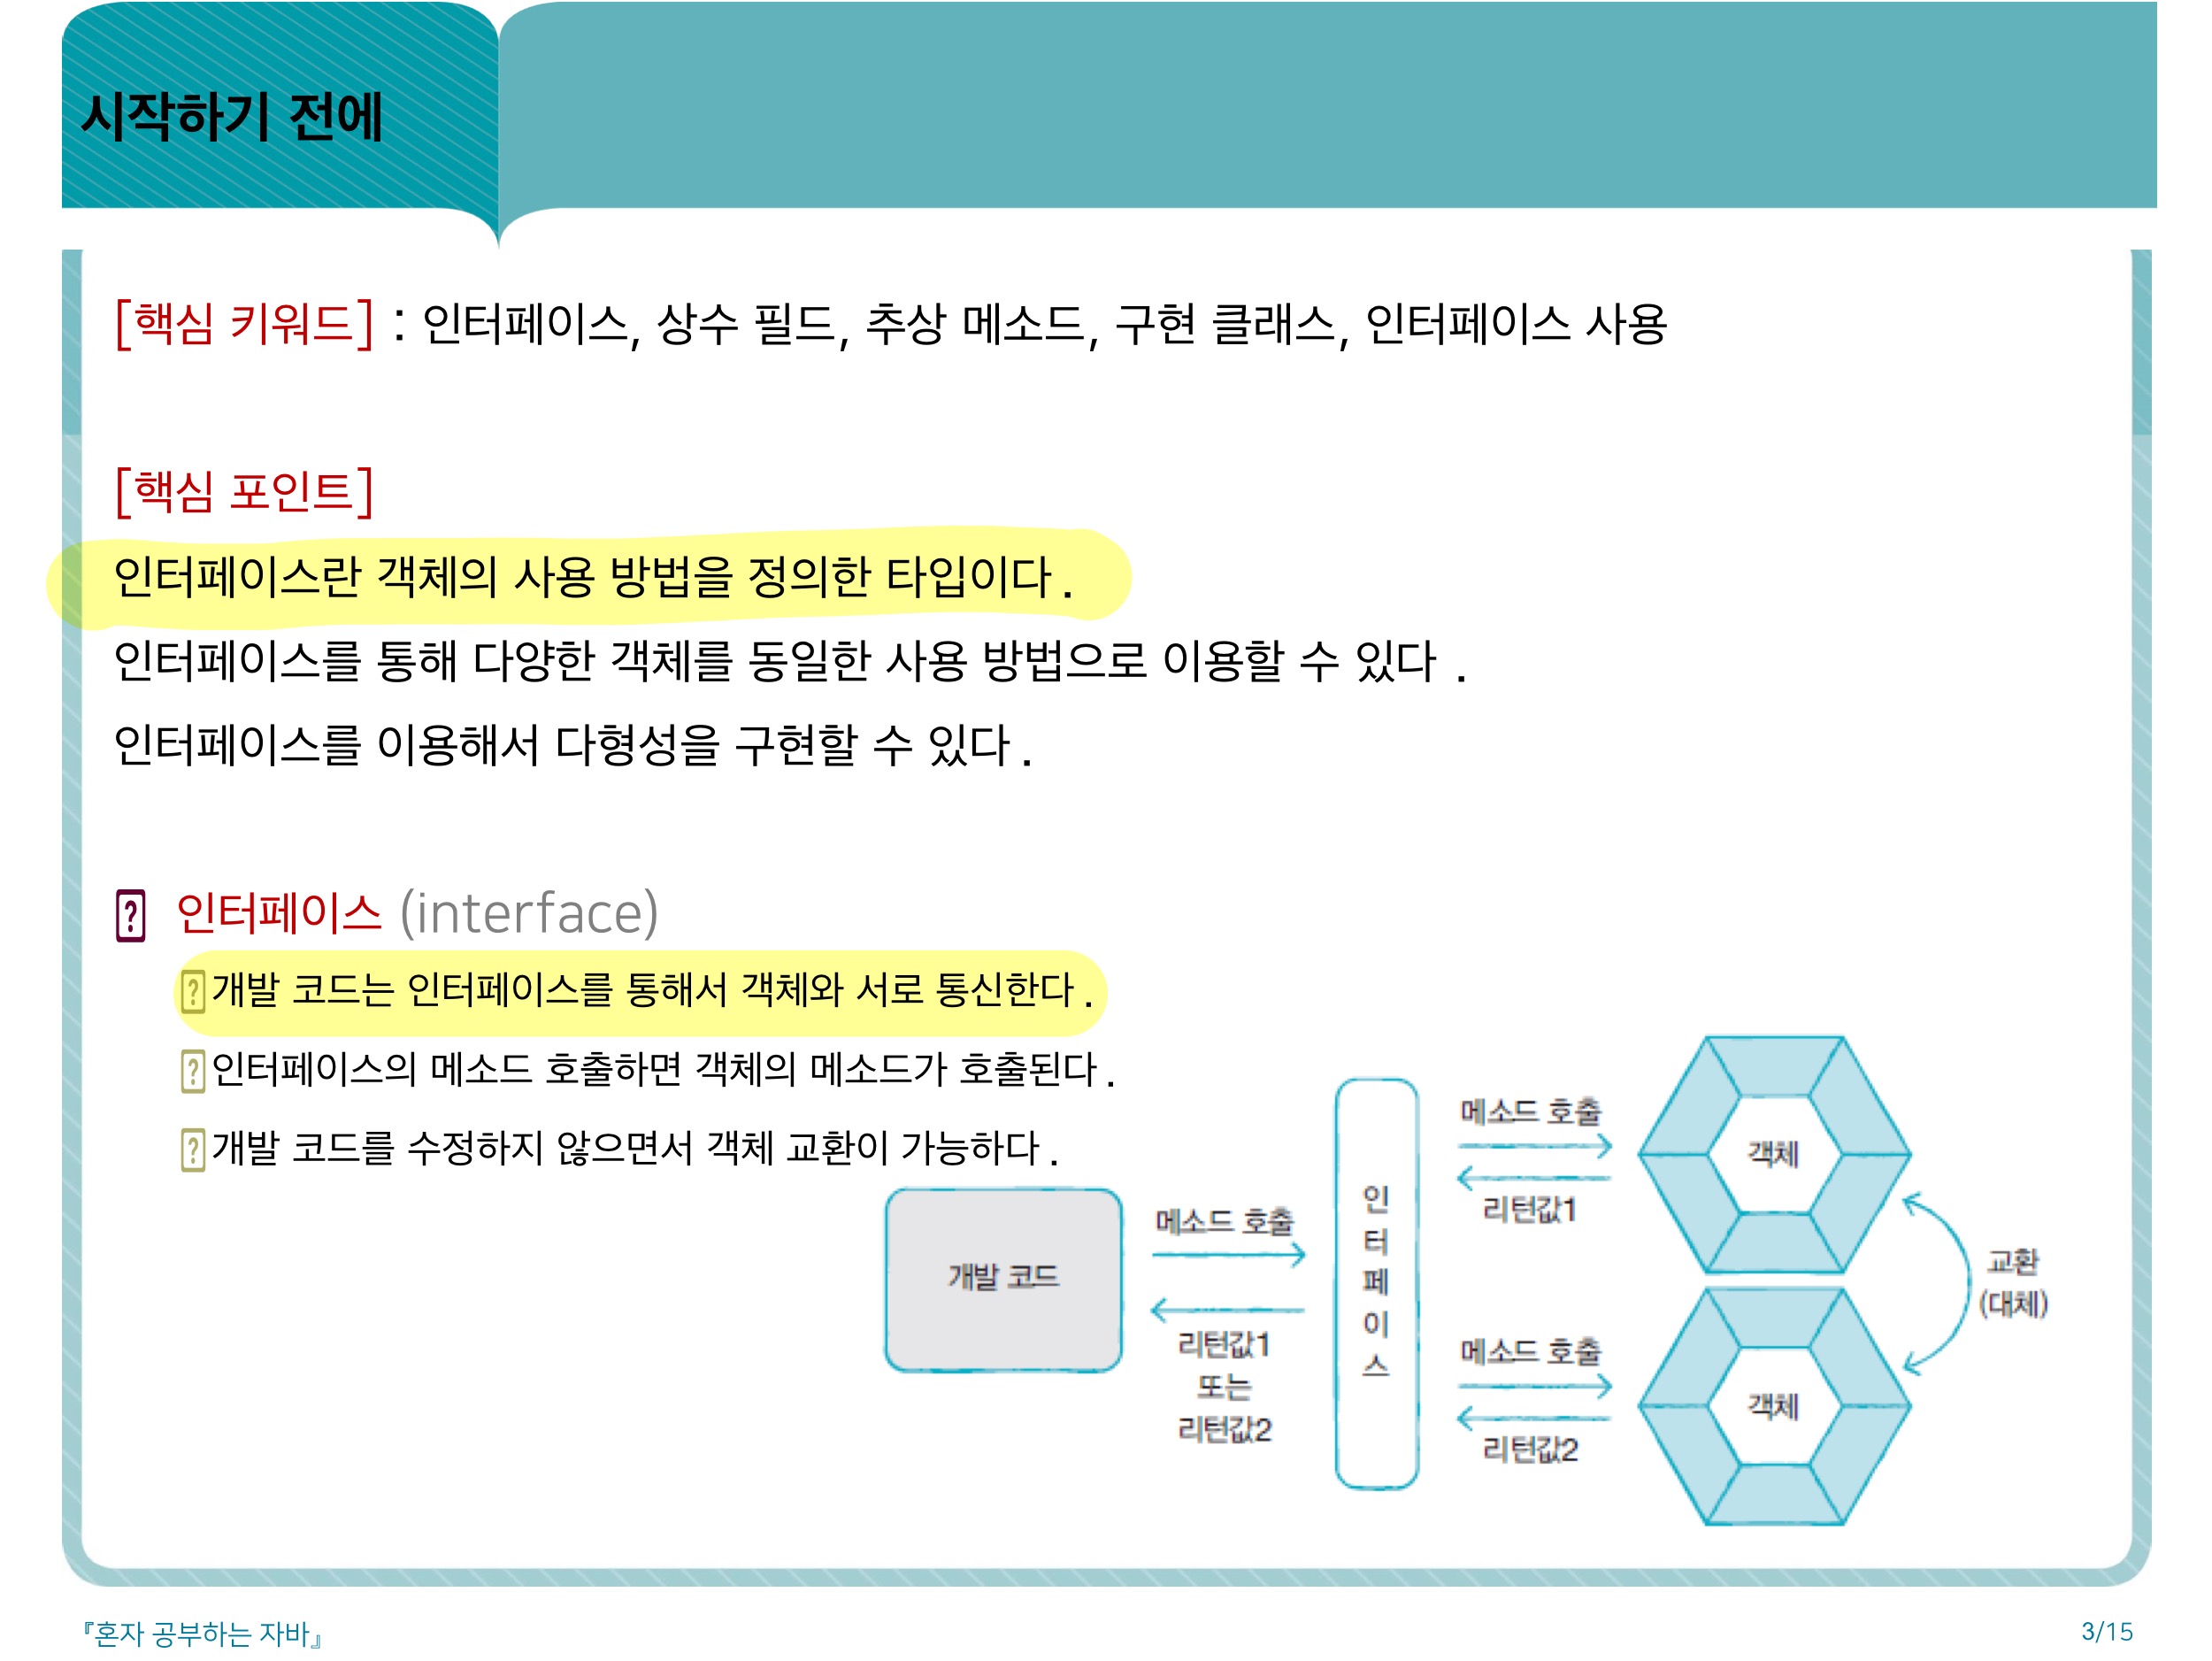 시작하기 전에
[핵심 키워드] : 인터페이스, 상수 필드, 추상 메소드, 구현 클래스, 인터페이스 사용
[핵심 포인트]
인터페이스란 객체의 사용 방법을 정의한 타입이다.
인터페이스를 통해 다양한 객체를 동일한 사용 방법으로 이용할 수 있다.
인터페이스를 이용해서 다형성을 구현할 수 있다.
인터페이스 (interface)
개발 코드는 인터페이스를 통해서 객체와 서로 통신한다.
인터페이스의 메소드 호출하면 객체의 메소드가 호출된다.
개발 코드를 수정하지 않으면서 객체 교환이 가능하다.
개발 코드
메소드 호출
리턴값1
또는
리턴값2
인터페이스
메소드 호출
리턴값1
객체
메소드 호출
리턴값2
객체
교환
(대체)
『혼자 공부하는 자바』
3/15